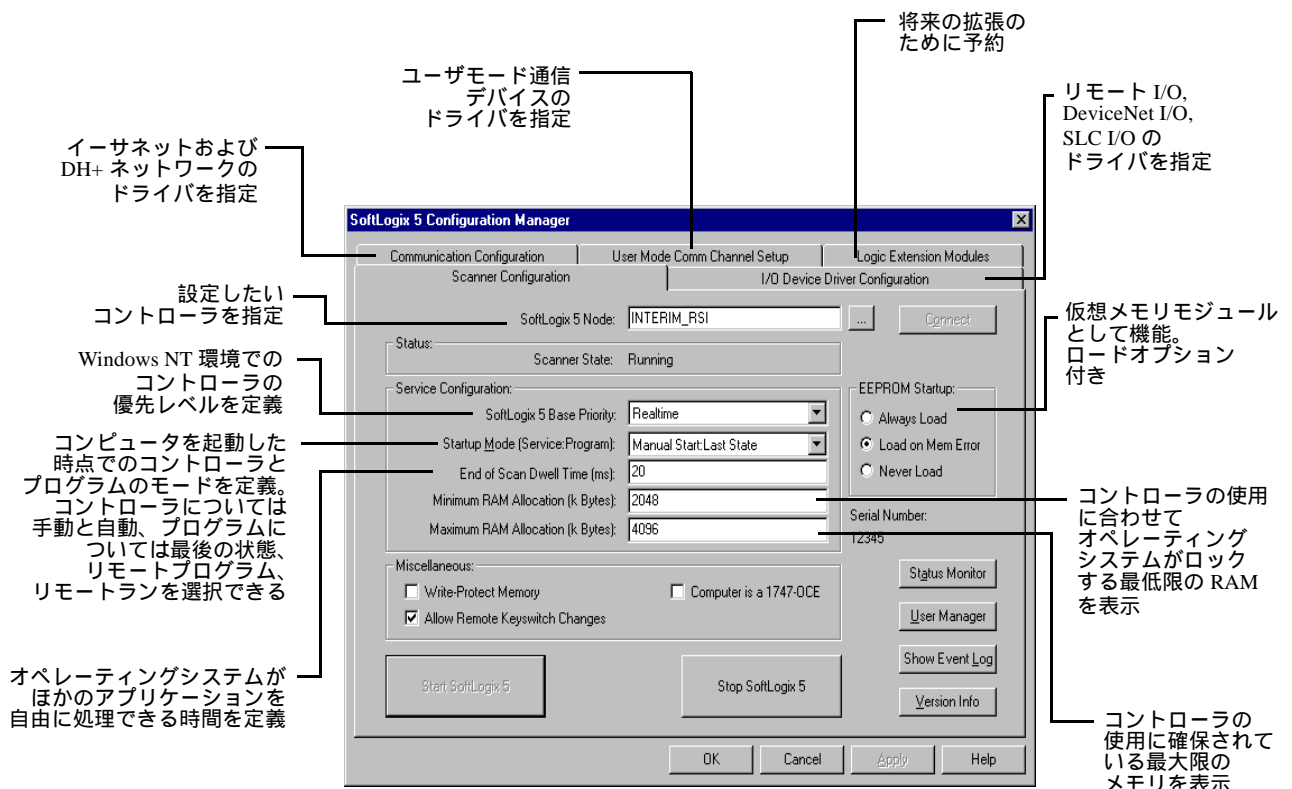 将来の拡張の
ために予約
ユーザモード通信
デバイスの
ドライバを指定
リモート I/O,
DeviceNet I/O,
SLC I/O の
ドライバを指定
イーサネットおよび
DH+ ネットワークの
ドライバを指定
SoftLogix 5 Configuration Manager
Communication Configuration
User Mode Comm Channel Setup
Logic Extension Modules
Scanner Configuration
I/O Device Driver Configuration
設定したい
コントローラを指定
SoftLogix 5 Node:
INTERIM_RSI
...
Connect
仮想メモリモジュール
として機能。
ロードオプション
付き
Status:
Scanner State: Running
Windows NT 環境での
コントローラの
優先レベルを定義
Service Configuration:
SoftLogix 5 Base Priority:
Realtime
Startup Mode (Service:Program):
Manual Start:Last State
End of Scan Dwell Time (ms):
20
Minimum RAM Allocation (k Bytes):
2048
Maximum RAM Allocation (k Bytes):
4096
EEPROM Startup:
Always Load
Load on Mem Error
Never Load
コンピュータを起動した
時点でのコントローラと
プログラムのモードを定義。
コントローラについては
手動と自動、プログラムに
ついては最後の状態、
リモートプログラム、
リモートランを選択できる
コントローラの使用
に合わせて
オペレーティング
システムがロック
する最低限の RAM
を表示
Serial Number:
12345
Miscellaneous:
Write-Protect Memory
Computer is a 1747-OCE
Allow Remote Keyswitch Changes
Status Monitor
User Manager
Show Event Log
Version Info
オペレーティングシステムが
ほかのアプリケーションを
自由に処理できる時間を定義
Start SoftLogix 5
Stop SoftLogix 5
コントローラの
使用に確保されて
いる最大限の
メモリを表示
OK
Cancel
Apply
Help